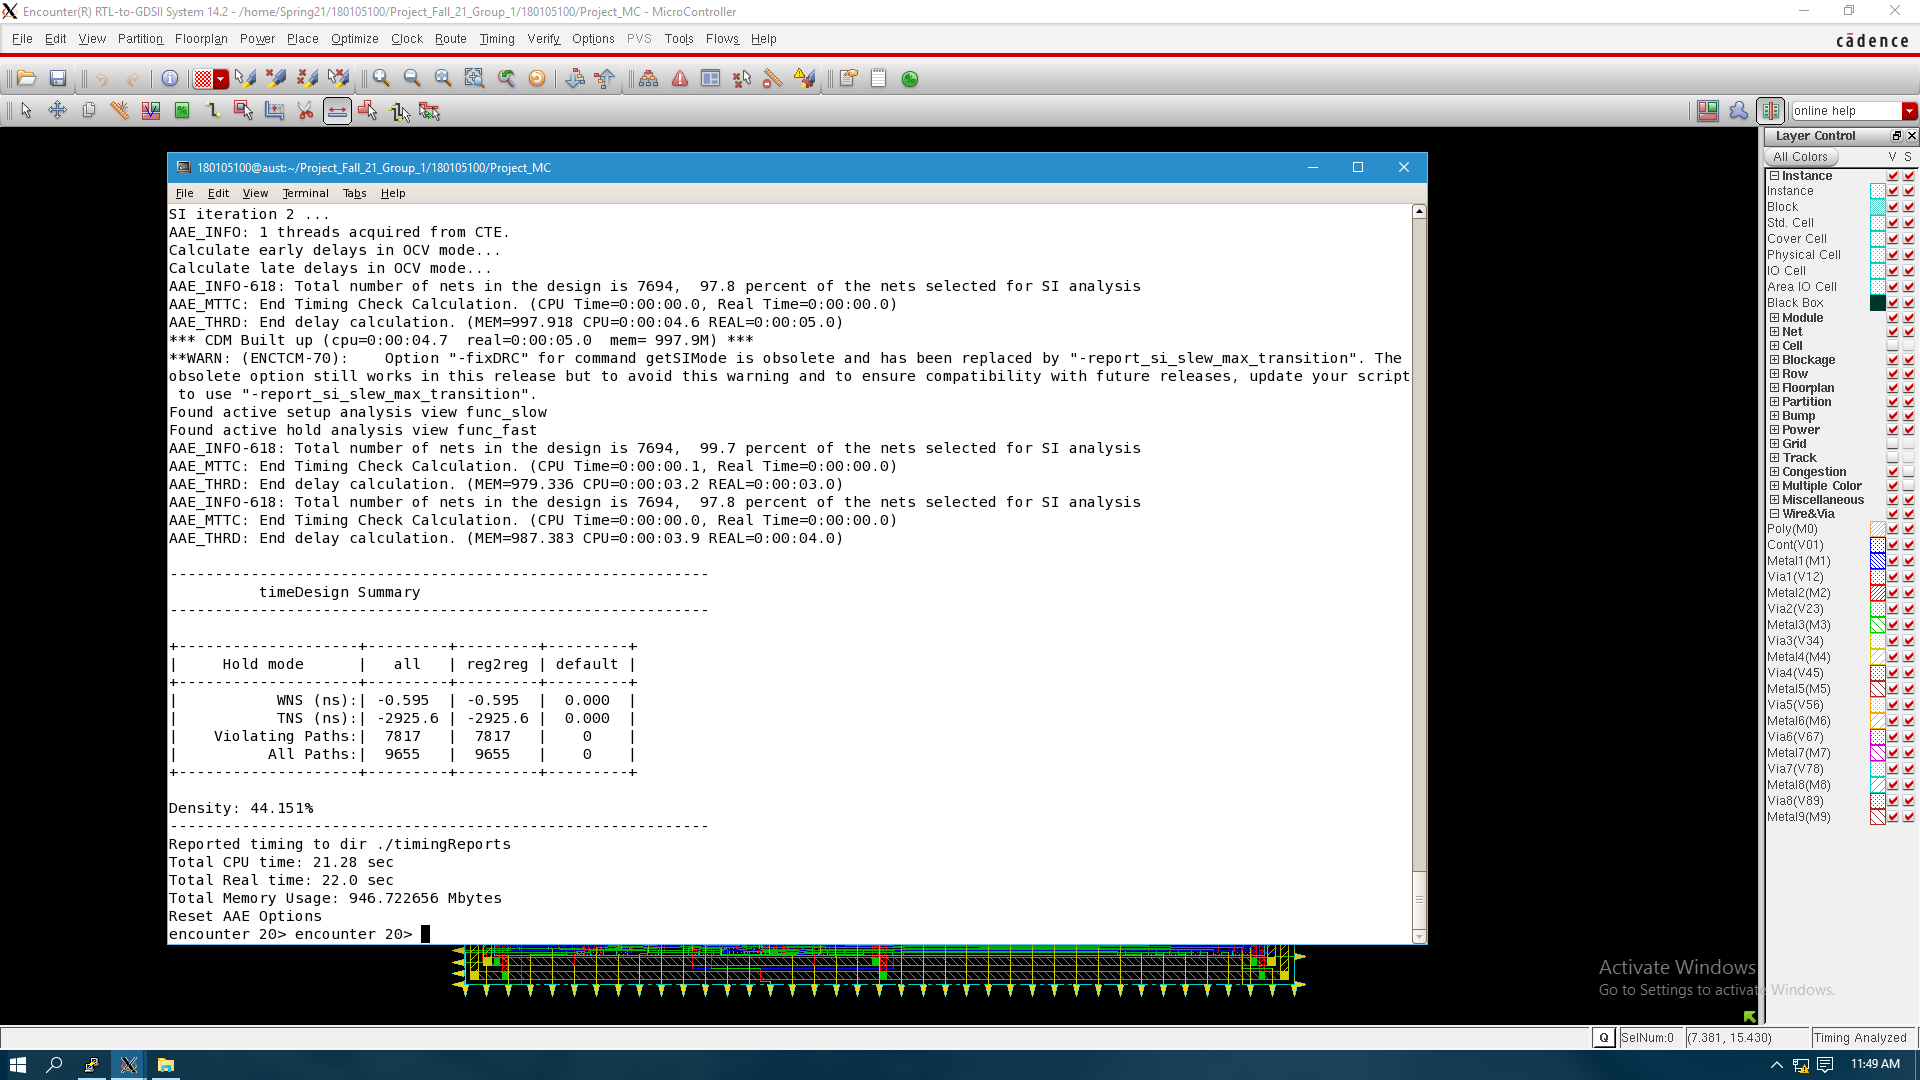 Encounter(R) RTL-to-GDSII System 14.2 - /home/Spring21/180105100/Project_Fall_21_Group_1/180105100/Project_MC - MicroController
File Edit View Partition Floorplan Power Place Optimize Clock Route Timing Verify Options PVS Tools Flows Help
cādence
online help
180105100@aust:~/Project_Fall_21_Group_1/180105100/Project_MC
File Edit View Terminal Tabs Help
SI iteration 2 ...
AAE_INFO: 1 threads acquired from CTE.
Calculate early delays in OCV mode...
Calculate late delays in OCV mode...
AAE_INFO-618: Total number of nets in the design is 7694,  97.8 percent of the nets selected for SI analysis
AAE_MTTC: End Timing Check Calculation. (CPU Time=0:00:00.0, Real Time=0:00:00.0)
AAE_THRD: End delay calculation. (MEM=997.918 CPU=0:00:04.6 REAL=0:00:05.0)
*** CDM Built up (cpu=0:00:04.7  real=0:00:05.0  mem= 997.9M) ***
**WARN: (ENCTCM-70):    Option "-fixDRC" for command getSIMode is obsolete and has been replaced by "-report_si_slew_max_transition". The
obsolete option still works in this release but to avoid this warning and to ensure compatibility with future releases, update your script
 to use "-report_si_slew_max_transition".
Found active setup analysis view func_slow
Found active hold analysis view func_fast
AAE_INFO-618: Total number of nets in the design is 7694,  99.7 percent of the nets selected for SI analysis
AAE_MTTC: End Timing Check Calculation. (CPU Time=0:00:00.1, Real Time=0:00:00.0)
AAE_THRD: End delay calculation. (MEM=979.336 CPU=0:00:03.2 REAL=0:00:03.0)
AAE_INFO-618: Total number of nets in the design is 7694,  97.8 percent of the nets selected for SI analysis
AAE_MTTC: End Timing Check Calculation. (CPU Time=0:00:00.0, Real Time=0:00:00.0)
AAE_THRD: End delay calculation. (MEM=987.383 CPU=0:00:03.9 REAL=0:00:04.0)
------------------------------------------------------------
          timeDesign Summary
------------------------------------------------------------
+--------------------+---------+---------+---------+
|     Hold mode      |   all   | reg2reg | default |
+--------------------+---------+---------+---------+
|           WNS (ns):| -0.595  | -0.595  |  0.000  |
|           TNS (ns):| -2925.6 | -2925.6 |  0.000  |
|    Violating Paths:|  7817   |  7817   |    0    |
|          All Paths:|  9655   |  9655   |    0    |
+--------------------+---------+---------+---------+
Density: 44.151%
------------------------------------------------------------
Reported timing to dir ./timingReports
Total CPU time: 21.28 sec
Total Real time: 22.0 sec
Total Memory Usage: 946.722656 Mbytes
Reset AAE Options
encounter 20> encounter 20>
Layer Control
All Colors V S
Instance
Instance
Block
Std. Cell
Cover Cell
Physical Cell
IO Cell
Area IO Cell
Black Box
Module
Net
Cell
Blockage
Row
Floorplan
Partition
Bump
Power
Grid
Track
Congestion
Multiple Color
Miscellaneous
Wire&Via
Poly(M0)
Cont(V01)
Metal1(M1)
Via1(V12)
Metal2(M2)
Via2(V23)
Metal3(M3)
Via3(V34)
Metal4(M4)
Via4(V45)
Metal5(M5)
Via5(V56)
Metal6(M6)
Via6(V67)
Metal7(M7)
Via7(V78)
Metal8(M8)
Via8(V89)
Metal9(M9)
Activate Windows
Go to Settings to activate Windows.
Q SelNum:0 (7.381, 15.430) Timing Analyzed
11:49 AM